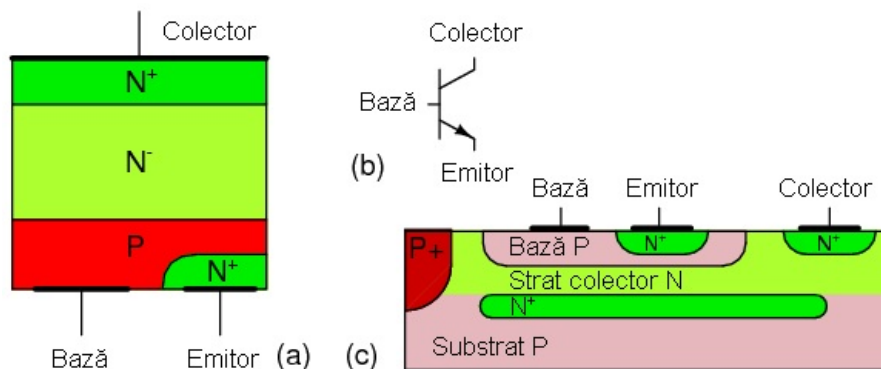 Colector
N⁺
N⁻
P
N⁺
Bază
Emitor
(a)
Colector
Bază
Emitor
(b)
Bază
Emitor
Colector
P+
Bază P
N⁺
N⁺
Strat colector N
N⁺
Substrat P
(c)